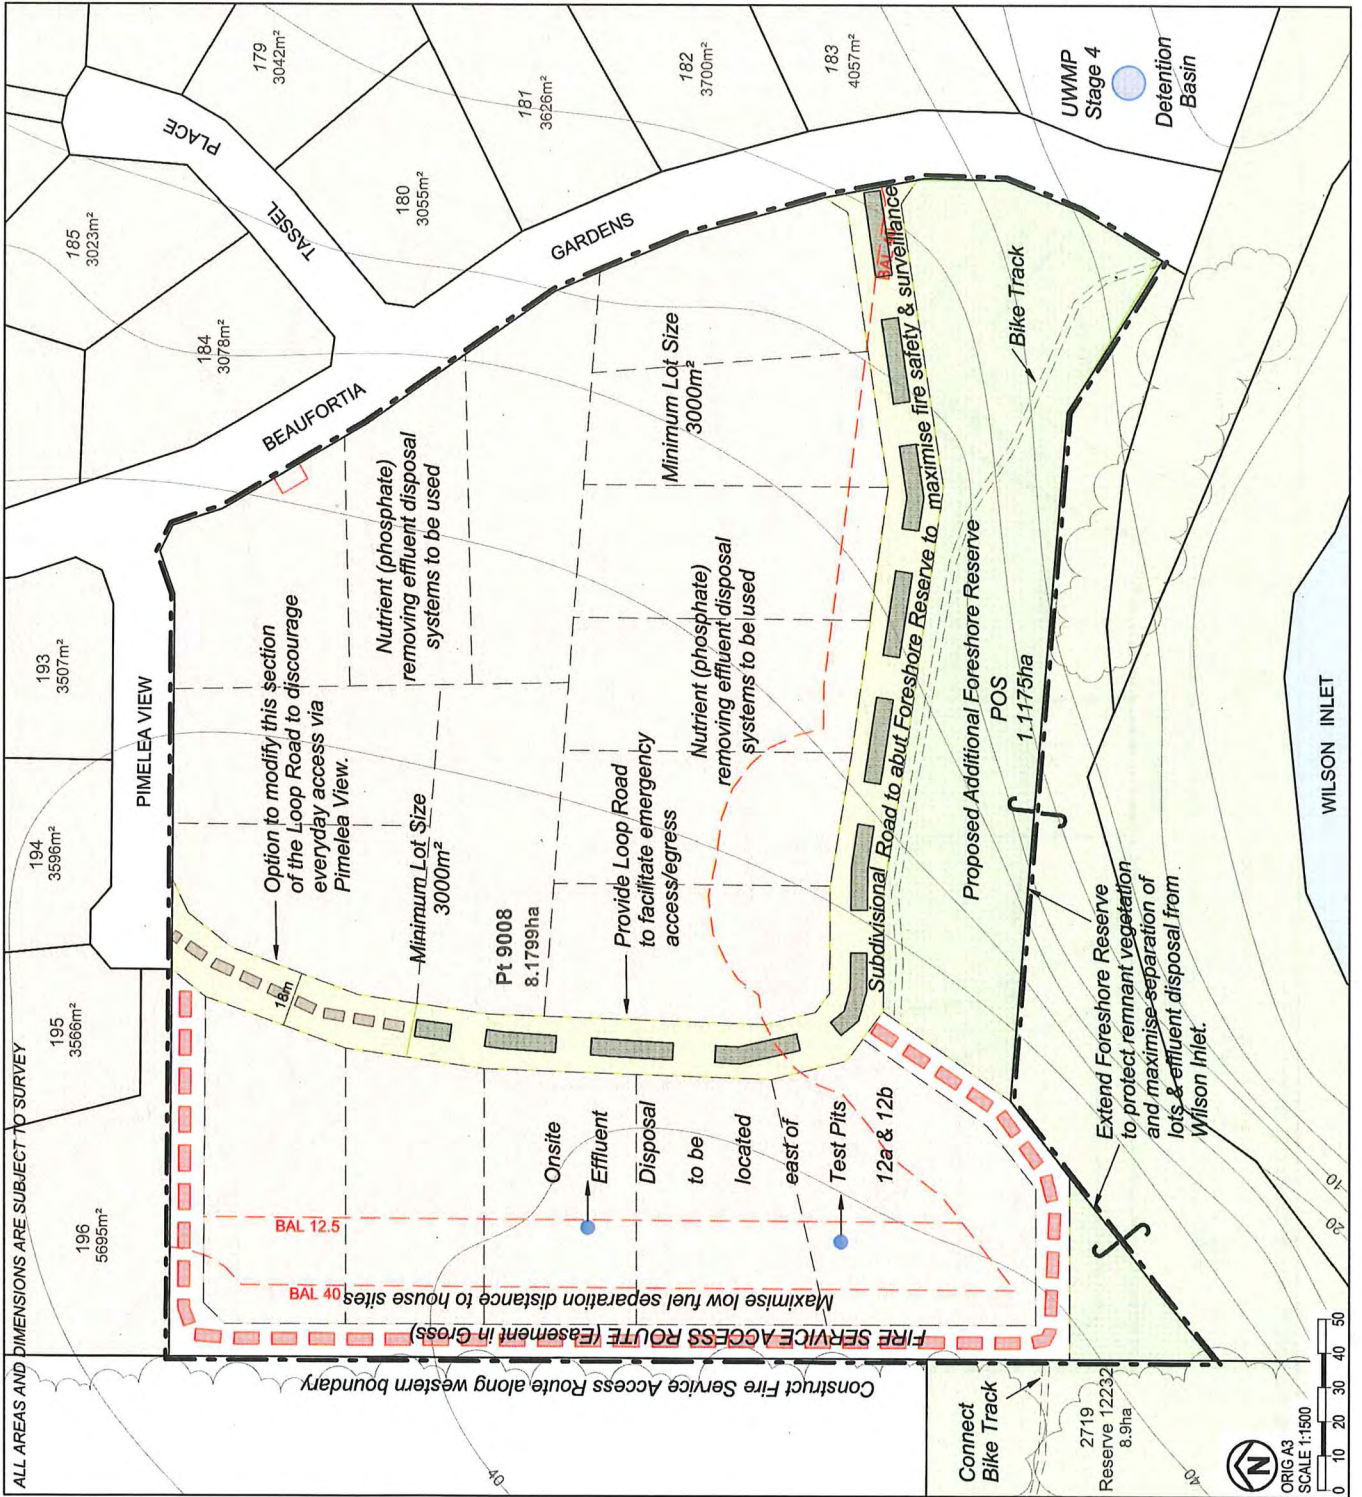 ALL AREAS AND DIMENSIONS ARE SUBJECT TO SURVEY
196
5695m²
195
3566m²
194
3596m²
193
3507m²
184
3078m²
185
3023m²
179
3042m²
180
3055m²
181
3626m²
182
3700m²
183
4057m²
PIMELEA VIEW
BEAUFORTIA
GARDENS
TASSEL
PLACE
UWMP
Stage 4
Detention
Basin
Option to modify this section
of the Loop Road to discourage
everyday access via
Pimelea View.
18m
Minimum Lot Size
3000m²
Nutrient (phosphate)
removing effluent disposal
systems to be used
Pt 9008
8.1799ha
Provide Loop Road
to facilitate emergency
access/egress
Minimum Lot Size
3000m²
Nutrient (phosphate)
removing effluent disposal
systems to be used
BAL
Subdivisional Road to abut Foreshore Reserve to maximise fire safety & surveillance
Bike Track
Proposed Additional Foreshore Reserve
POS
1.1175ha
Onsite
Effluent
Disposal
to be
located
east of
Test Pits
12a & 12b
BAL 12.5
BAL 40
Maximise low fuel separation distance to house sites
FIRE SERVICE ACCESS ROUTE (Easement in Gross)
Construct Fire Service Access Route along western boundary
Extend Foreshore Reserve
to protect remnant vegetation
and maximise separation of
lots & effluent disposal from
Wilson Inlet.
WILSON INLET
10
20
40
40
Connect
Bike Track
2719
Reserve 12232
8.9ha
N
ORIG A3
SCALE 1:1500
0 10 20 30 40 50